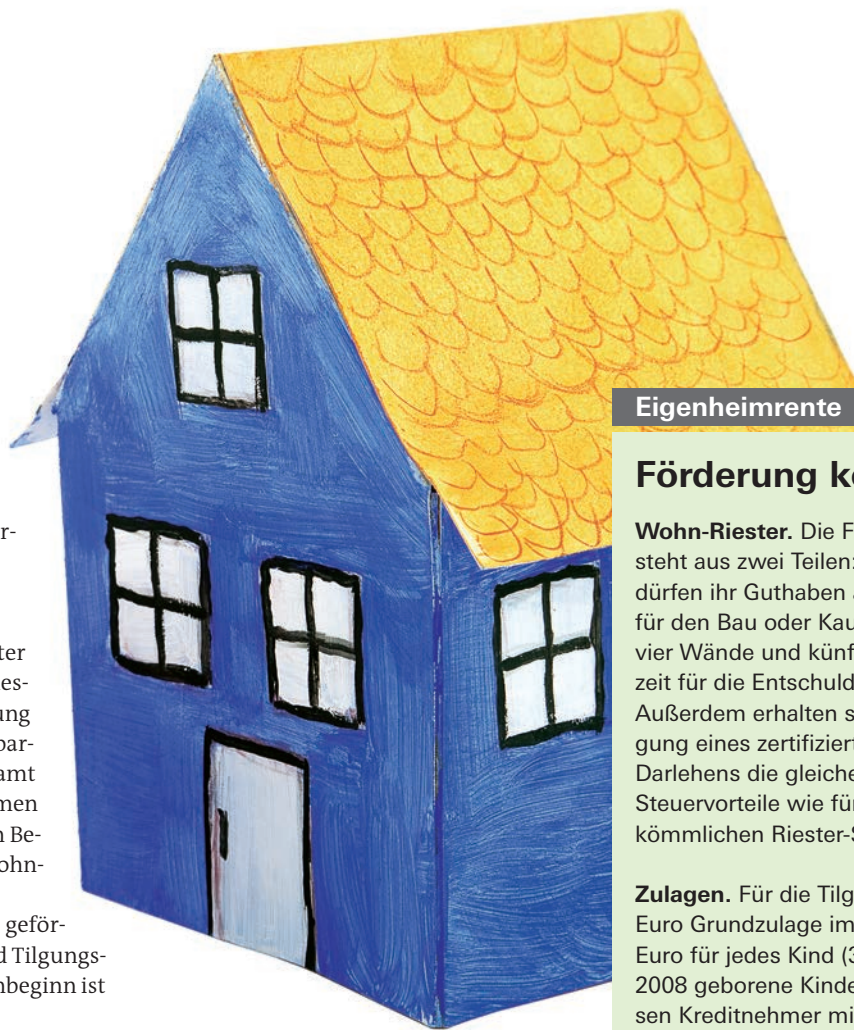 r-
ter
es-
ung
par-
amt
men
n Be-
ohn-
geför-
d Tilgungs-
nbeginn ist
Eigenheimrente
Förderung k
Wohn-Riester. Die F
steht aus zwei Teilen:
dürfen ihr Guthaben a
für den Bau oder Kau
vier Wände und künf
zeit für die Entschuld
Außerdem erhalten s
gung eines zertifiziert
Darlehens die gleiche
Steuervorteile wie für
kömmlichen Riester-S
Zulagen. Für die Tilg
Euro Grundzulage im
Euro für jedes Kind (3
2008 geborene Kinde
sen Kreditnehmer mi